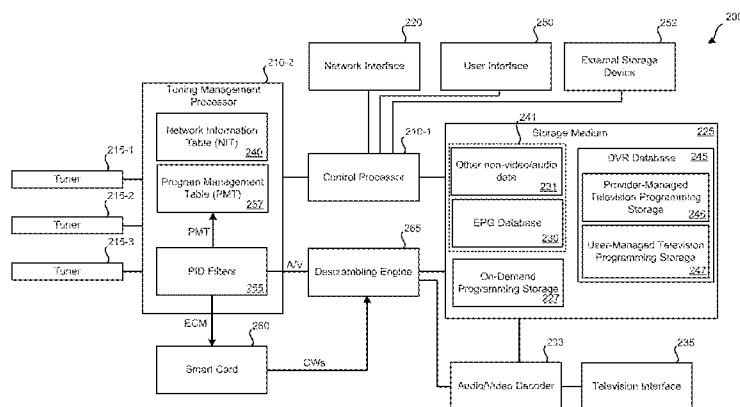 200
220
250
252
Network Interface
User Interface
External Storage
Device
210-2
Tuning Management
Processor
Network Information
Table (NIT)
240
Program Management
Table (PMT)
257
215-1
Tuner
215-2
Tuner
215-3
Tuner
PMT
PID Filters
255
ECM
260
Smart Card
CWs
A/V
210-1
Control Processor
265
Descrambling Engine
241
Storage Medium
225
Other non-video/audio
data
231
EPG Database
230
On-Demand
Programming Storage
227
DVR Database
245
Provider-Managed
Television Programming
Storage
246
User-Managed Television
Programming Storage
247
233
Audio/Video Decoder
235
Television Interface